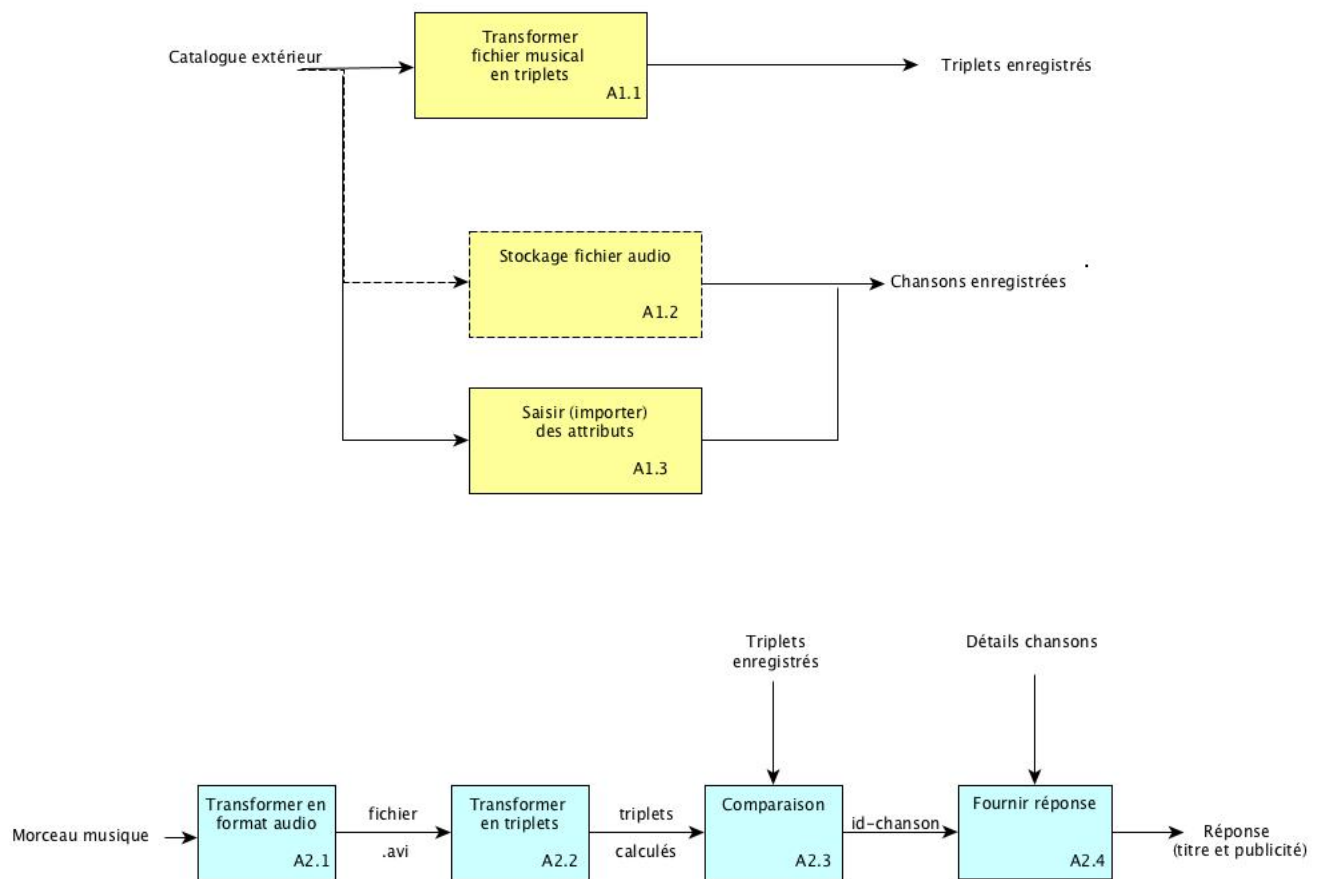 Catalogue extérieur
Transformer
fichier musical
en triplets
A1.1
Triplets enregistrés
Stockage fichier audio
A1.2
Chansons enregistrées
Saisir (importer)
des attributs
A1.3
Triplets
enregistrés
Détails chansons
Morceau musique
Transformer en
format audio
A2.1
fichier
.avi
Transformer
en triplets
A2.2
triplets
calculés
Comparaison
A2.3
id-chanson
Fournir réponse
A2.4
Réponse
(titre et publicité)